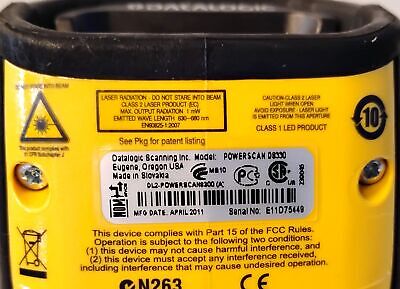 DATALOGIC
LASER RADIATION - DO NOT STARE INTO BEAM
CLASS 2 LASER PRODUCT (EC)
MAX. OUTPUT RADIATION 1 mW
EMITTED WAVE LENGTH 630~680 nm
EN60825-1:2007
CAUTION-CLASS 2 LASER
LIGHT WHEN OPEN
AVOID EXPOSURE-LASER LIGHT
IS EMITTED FROM THIS APERTURE
CLASS 1 LED PRODUCT
10
See Pkg for patent listing
Datalogic Scanning Inc. Model: POWERSCAN D8330
Eugene, Oregon USA
Made in Slovakia
ME10
DL2-POWERSCAN8300 (A)
NOM
MFG DATE: APRIL 2011
Serial No: E11D75449
This device complies with Part 15 of the FCC Rules.
Operation is subject to the following two conditions:
(1) this device may not cause harmful interference,
and (2) this device must accept any interference
received, including interference that may cause
N263
CE